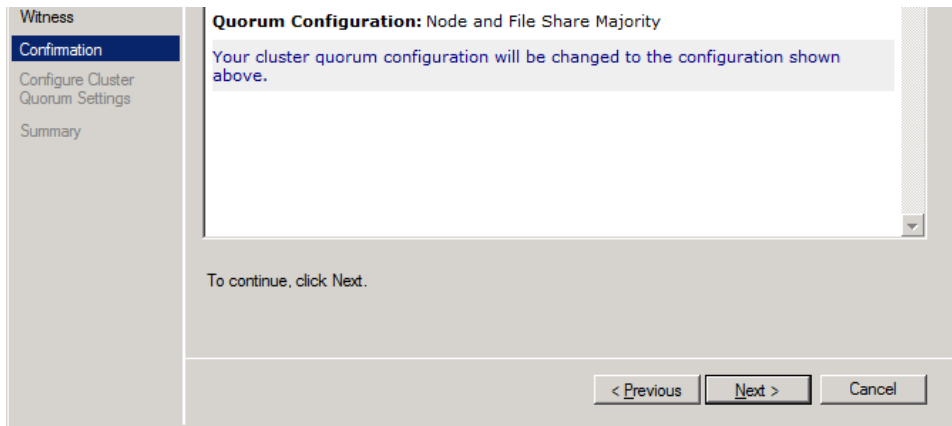 Witness
Confirmation
Configure Cluster
Quorum Settings
Summary
Quorum Configuration: Node and File Share Majority
Your cluster quorum configuration will be changed to the configuration shown
above.
To continue, click Next.
< Previous
Next >
Cancel